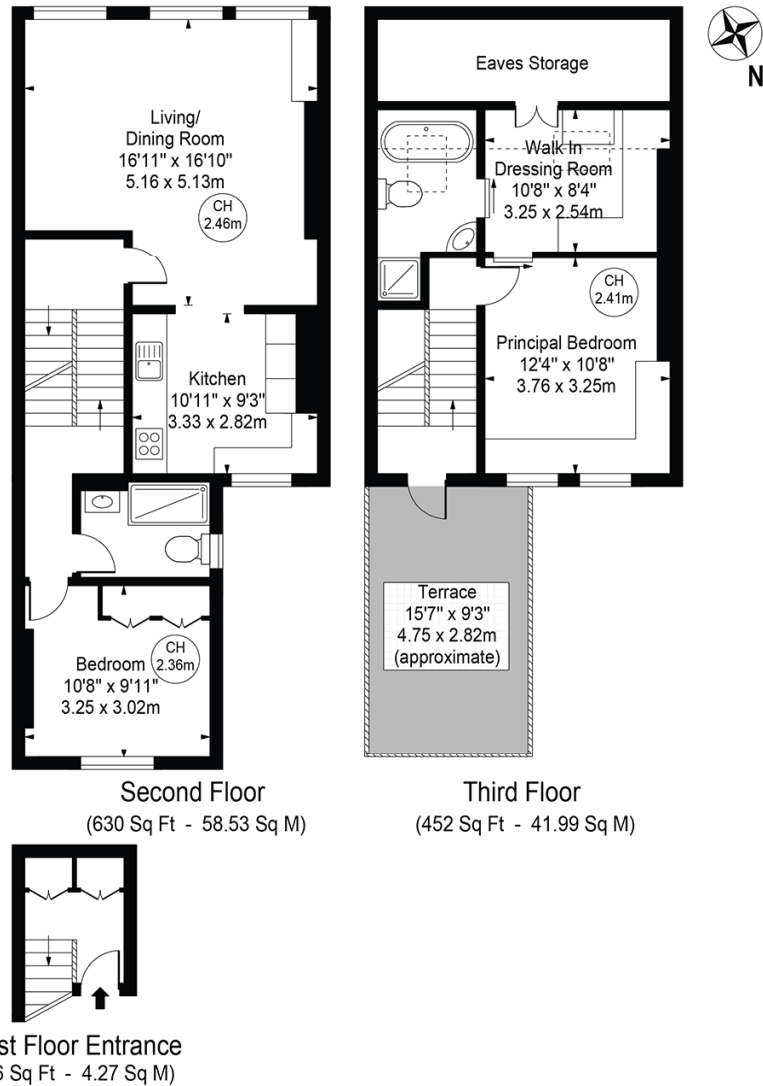 N
Living/
Dining Room
16'11" x 16'10"
5.16 x 5.13m
CH
2.46m
Kitchen
10'11" x 9'3"
3.33 x 2.82m
Bedroom
10'8" x 9'11"
3.25 x 3.02m
CH
2.36m
Second Floor
(630 Sq Ft - 58.53 Sq M)
Eaves Storage
Walk In
Dressing Room
10'8" x 8'4"
3.25 x 2.54m
CH
2.41m
Principal Bedroom
12'4" x 10'8"
3.76 x 3.25m
Terrace
15'7" x 9'3"
4.75 x 2.82m
(approximate)
Third Floor
(452 Sq Ft - 41.99 Sq M)
st Floor Entrance
Sq Ft - 4.27 Sq M)